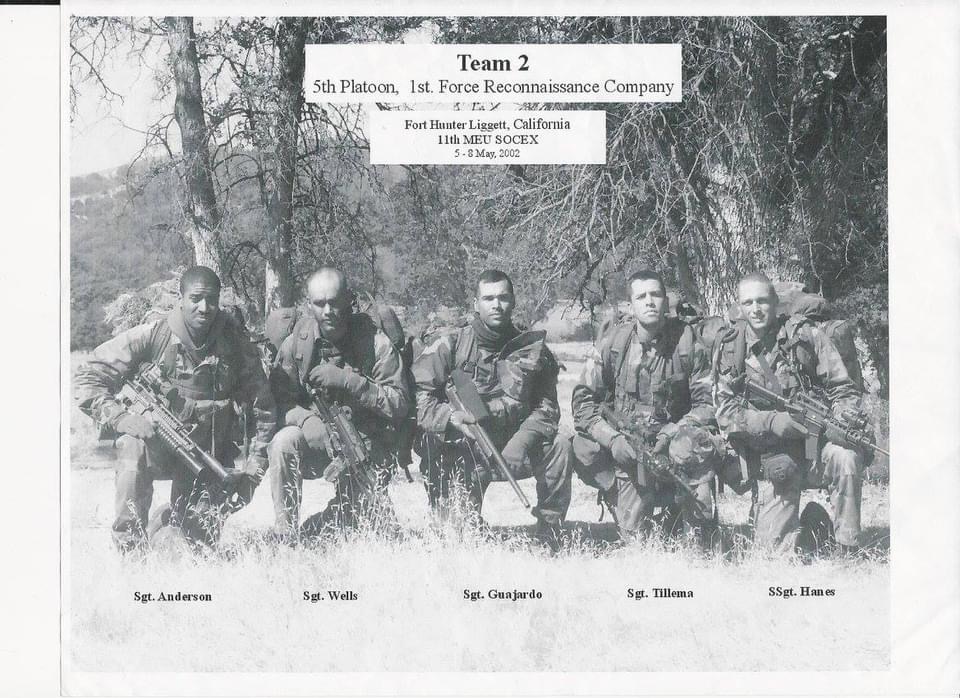 Team 2
5th Platoon, 1st. Force Reconnaissance Company
Fort Hunter Liggett, California
11th MEU SOCEX
5 - 8 May, 2002
Sgt. Anderson
Sgt. Wells
Sgt. Guajardo
Sgt. Tillema
SSgt. Hanes